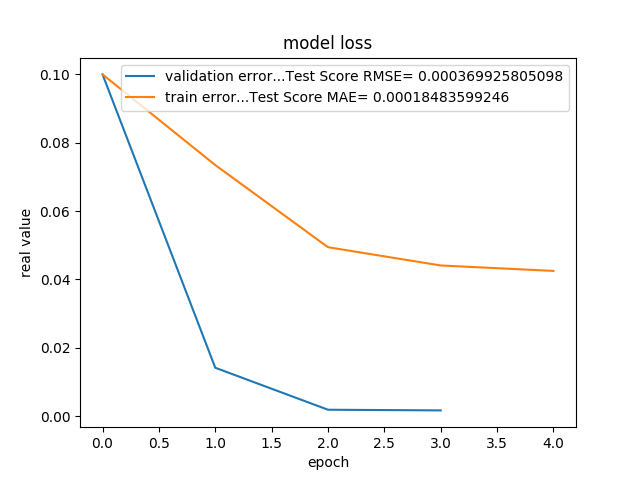 model loss
validation error...Test Score RMSE= 0.000369925805098
train error...Test Score MAE= 0.00018483599246
real value
0.10
0.08
0.06
0.04
0.02
0.00
0.0 0.5 1.0 1.5 2.0 2.5 3.0 3.5 4.0
epoch